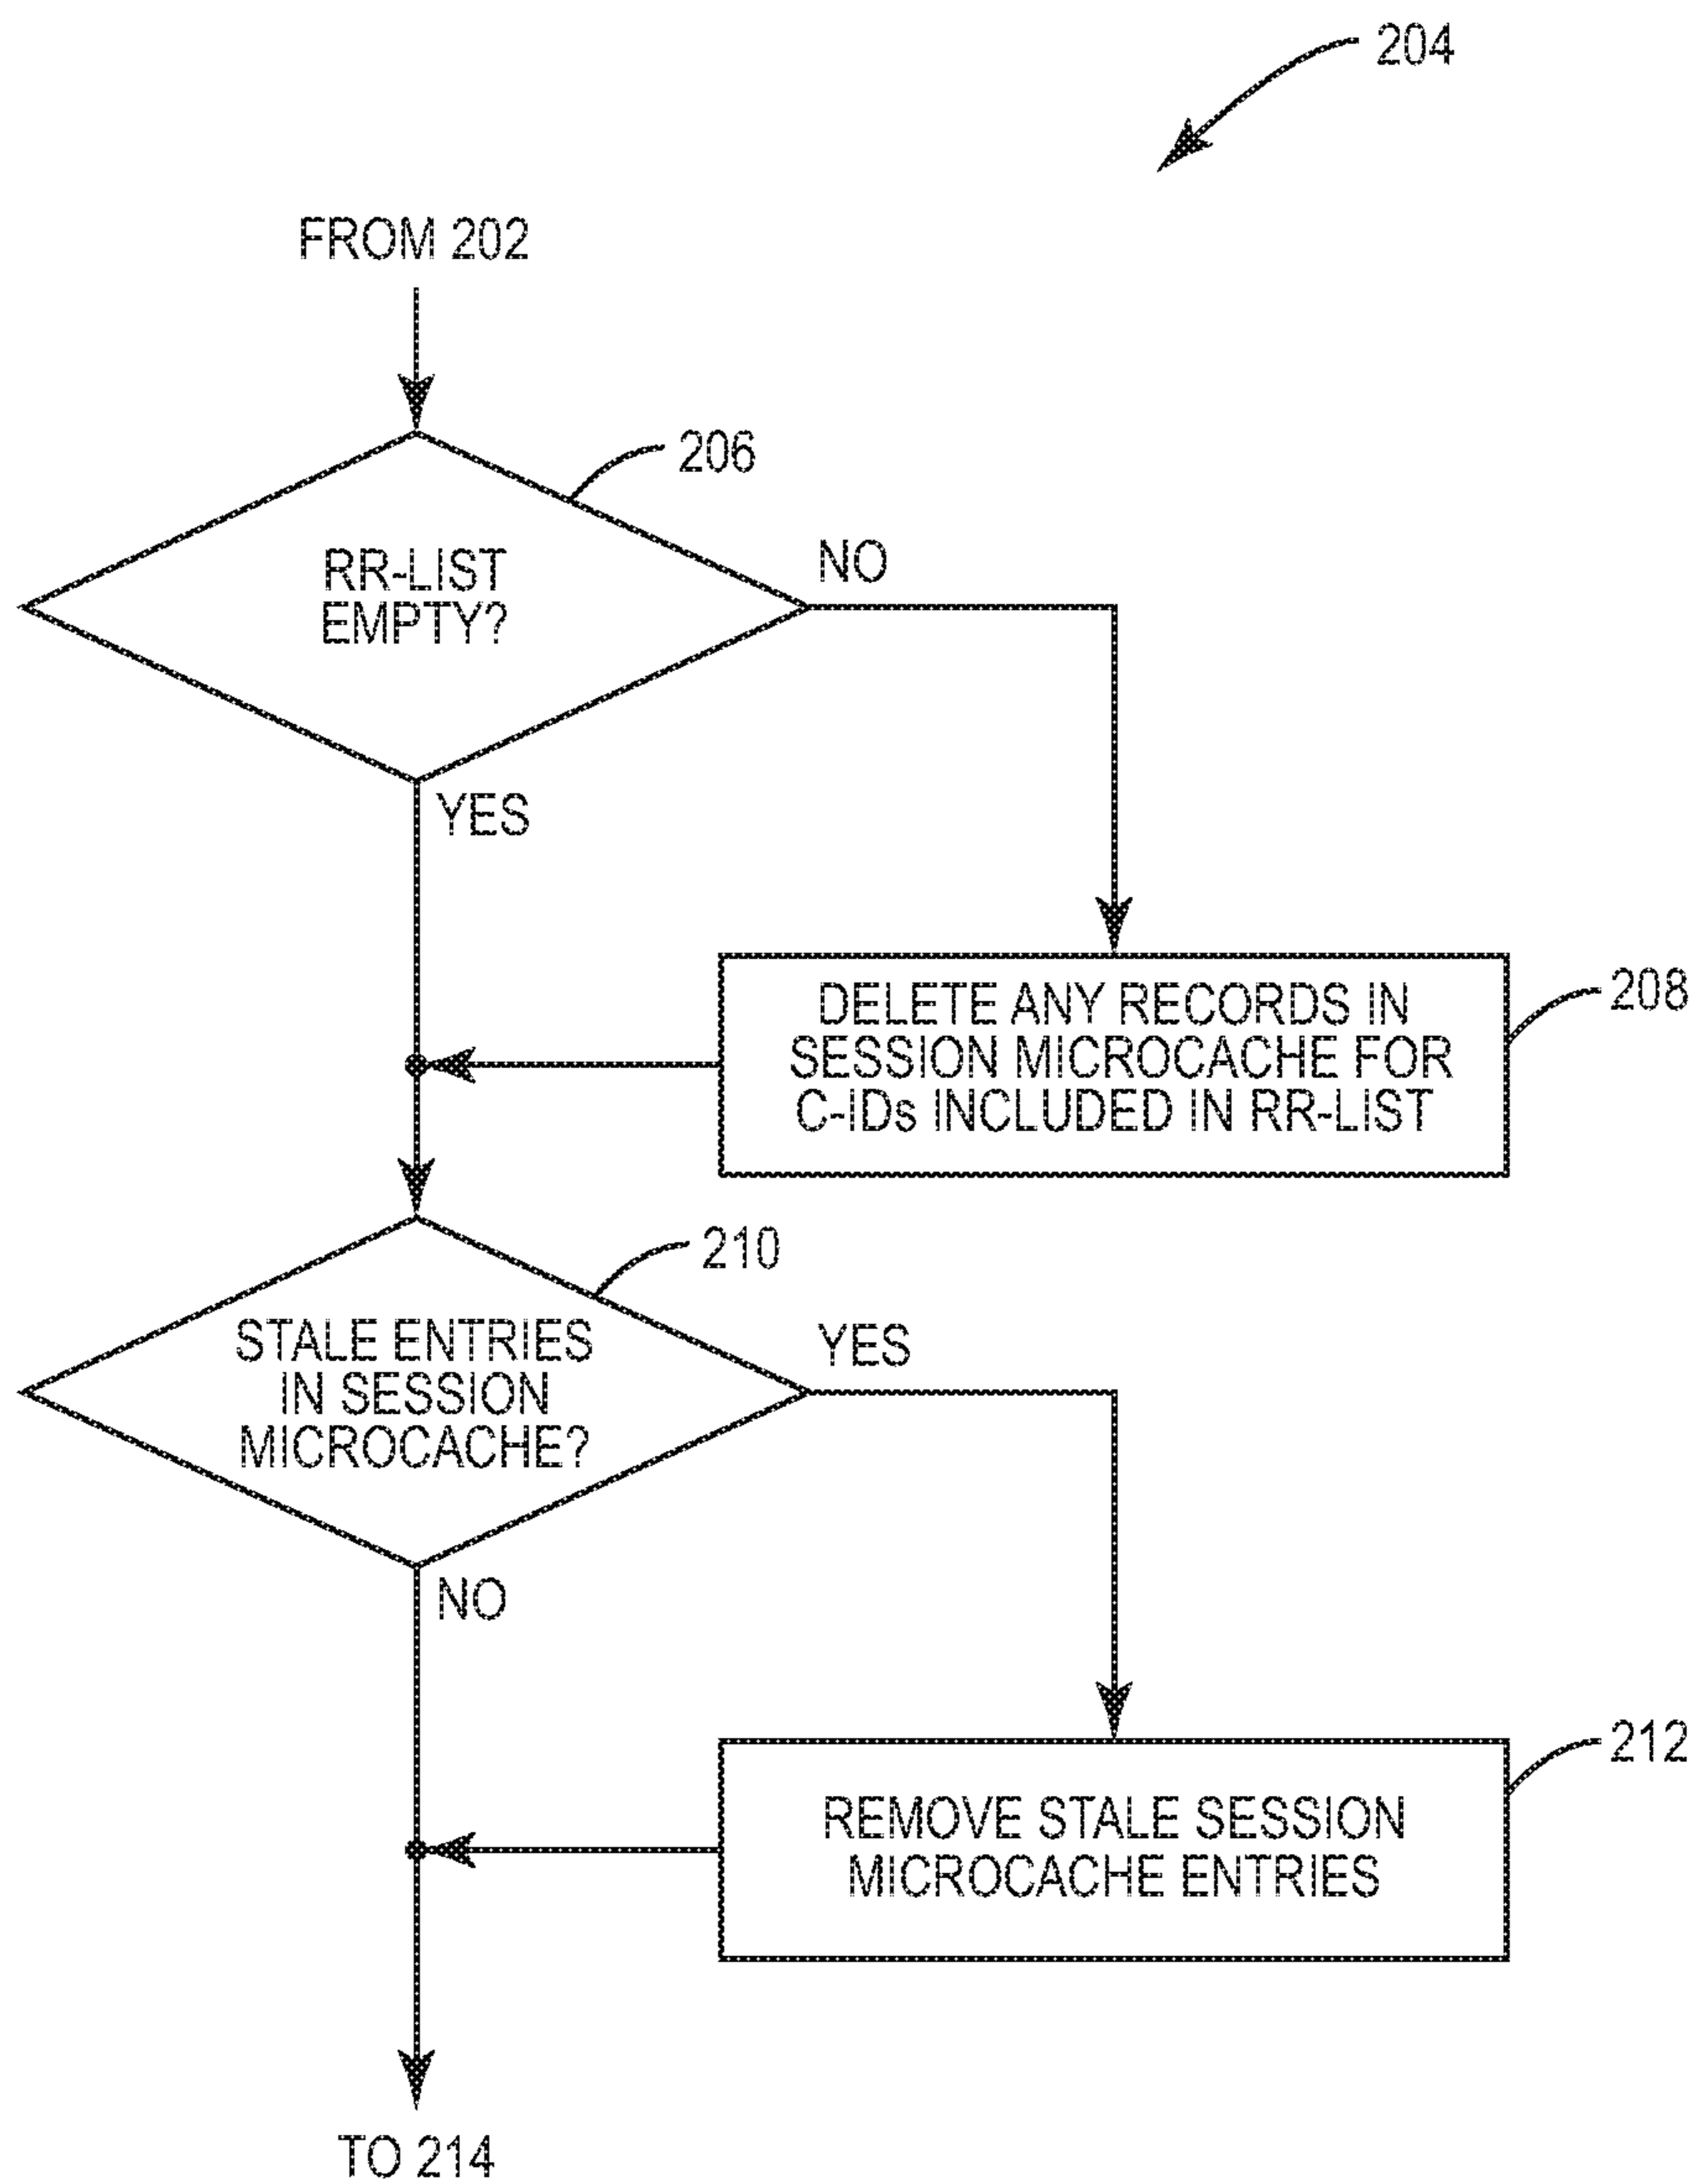 204
FROM 202
206
RR-LIST
EMPTY?
NO
YES
DELETE ANY RECORDS IN
SESSION MICROCACHE FOR
C-IDs INCLUDED IN RR-LIST
208
210
STALE ENTRIES
IN SESSION
MICROCACHE?
YES
NO
REMOVE STALE SESSION
MICROCACHE ENTRIES
212
TO 214